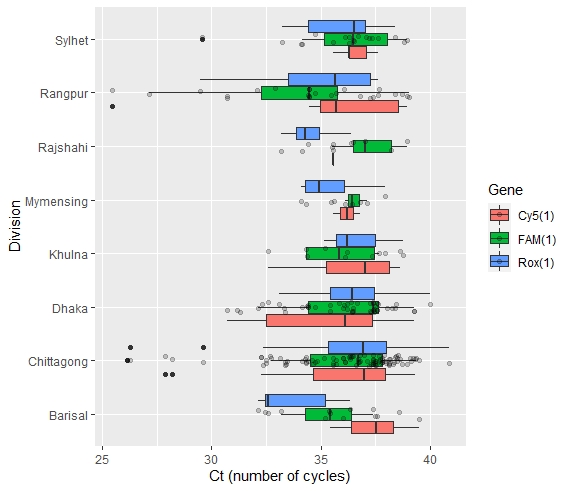 Sylhet
Rangpur
Rajshahi
Mymensing
Khulna
Dhaka
Chittagong
Barisal
Division
25
30
35
40
Ct (number of cycles)
Gene
Cy5(1)
FAM(1)
Rox(1)